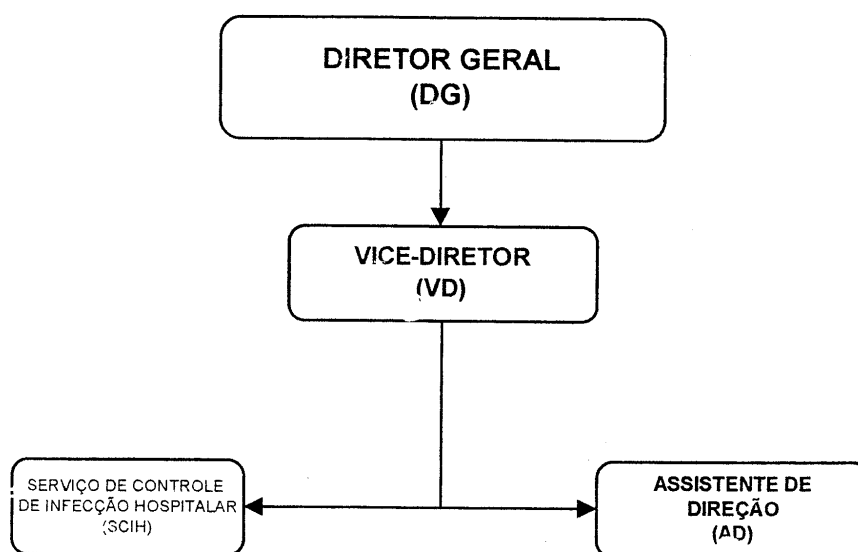 DIRETOR GERAL
(DG)
VICE-DIRETOR
(VD)
SERVIÇO DE CONTROLE
DE INFECÇÃO HOSPITALAR
(SCIH)
ASSISTENTE DE
DIREÇÃO
(AD)